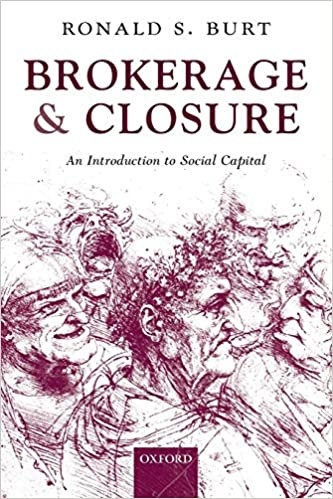 RONALD S. BURT
BROKERAGE
& CLOSURE
An Introduction to Social Capital
OXFORD